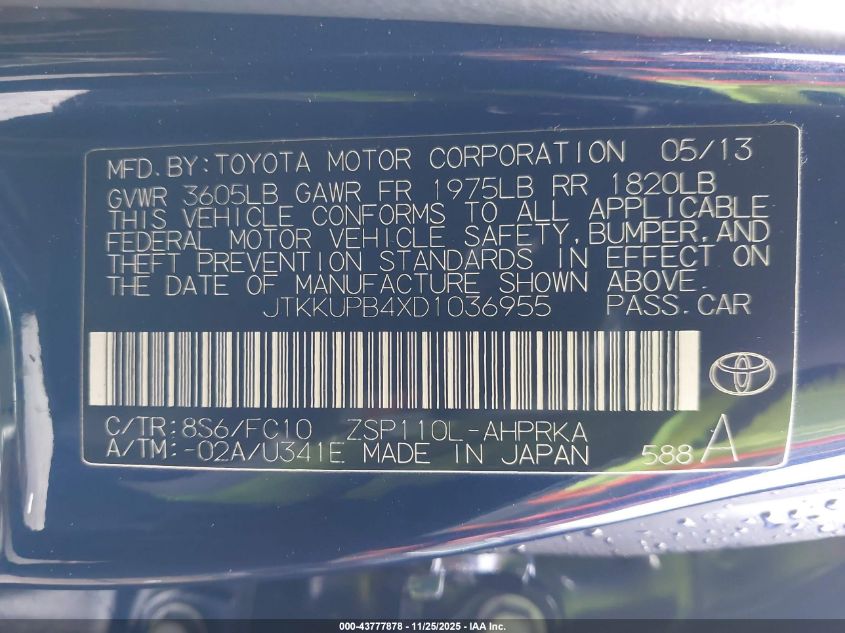 MFD. BY: TOYOTA MOTOR CORPORATION 05/13
GVWR 3605LB GAWR FR 1975LB RR 1820LB
THIS VEHICLE CONFORMS TO ALL APPLICABLE
FEDERAL MOTOR VEHICLE SAFETY, BUMPER, AND
THEFT PREVENTION STANDARDS IN EFFECT ON
THE DATE OF MANUFACTURE SHOWN ABOVE.
JTKKUPB4XD1036955 PASS. CAR
C/TR: 8S6/FC10 ZSP110L-AHPRKA
A/TM: -02A/U341E MADE IN JAPAN 588 A
000-43777878 - 11/25/2025 - IAA Inc.